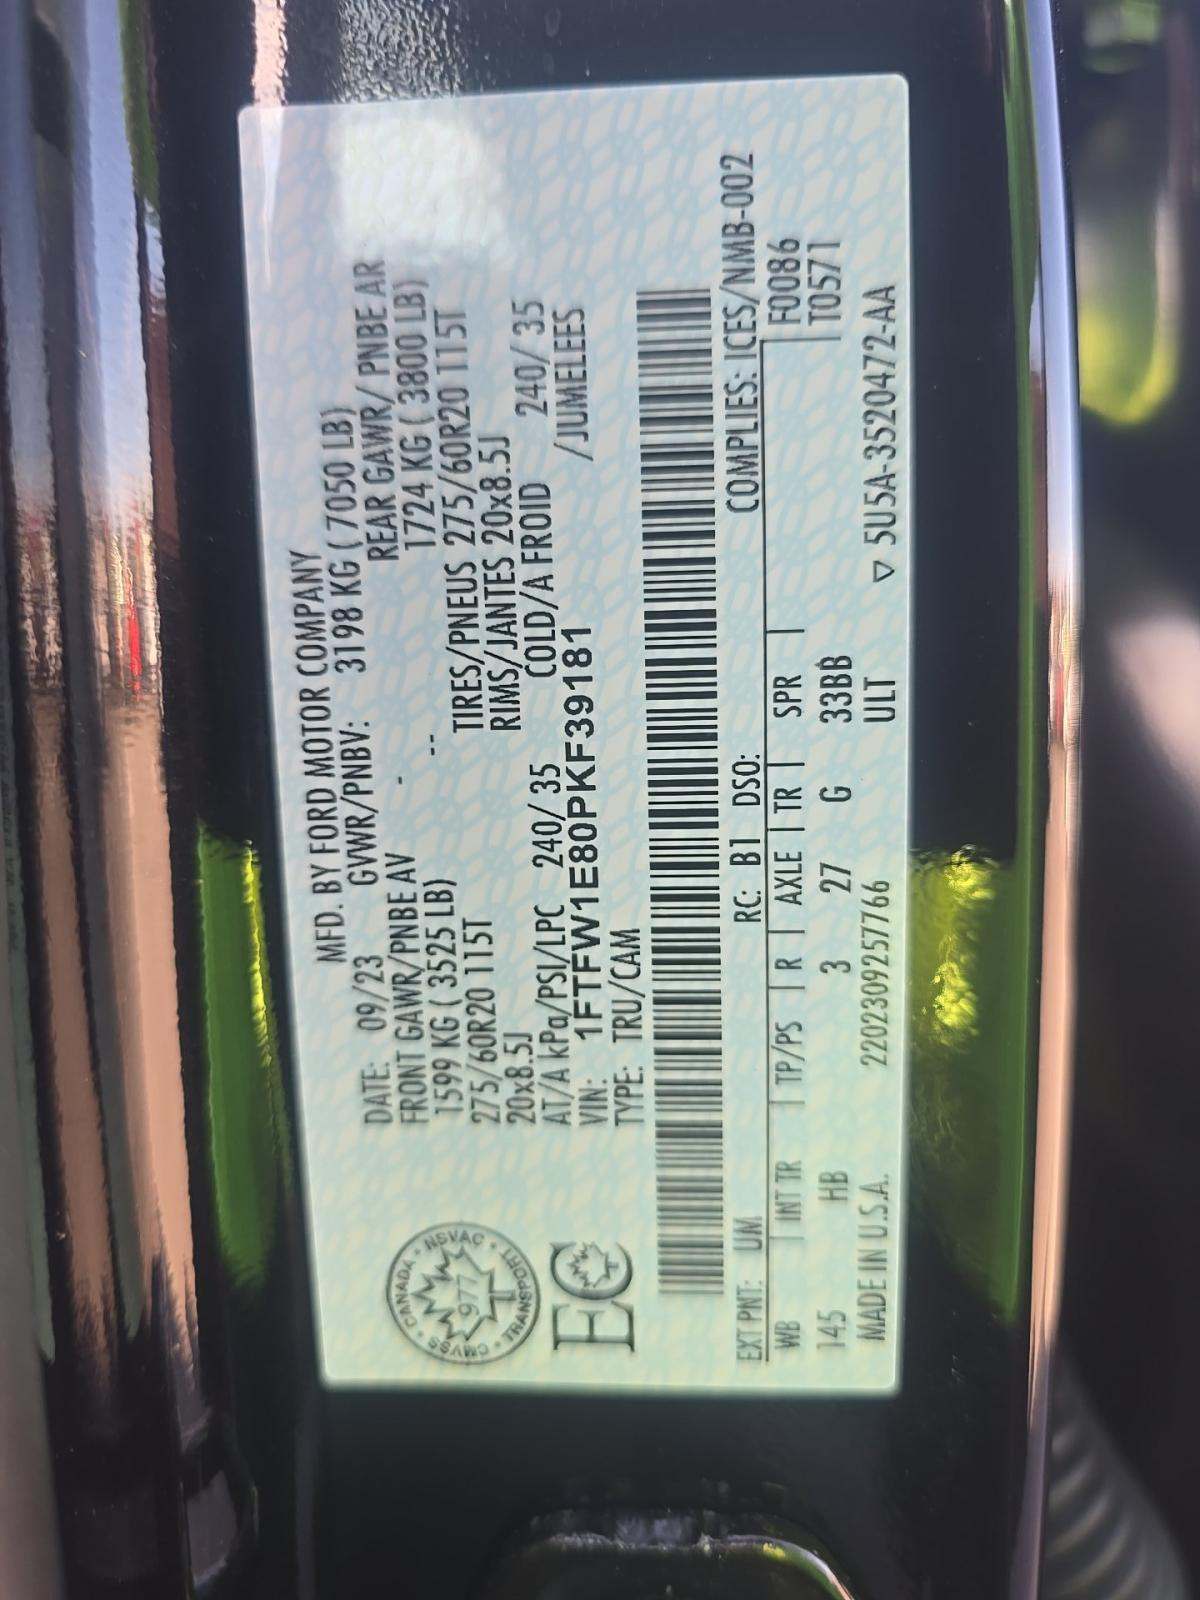 MFD. BY FORD MOTOR COMPANY
DATE: 09/23 GVWR/PNBV: 3198 KG ( 7050 LB)
FRONT GAWR/PNBE AV - REAR GAWR/ PNBE AR
1599 KG ( 3525 LB) -- 1724 KG ( 3800 LB)
275/60R20 115T TIRES/PNEUS 275/60R20 115T
20x8.5J RIMS/JANTES 20x8.5J
AT/A kPa/PSI/LPC 240/ 35 COLD/A FROID 240/ 35
VIN: 1FTFW1E80PKF39181 /JUMELEES
TYPE: TRU/CAM
CANADA • NSVAC • TRANSPORT • CMVSS •
977
EC
RC: B1 DSO: COMPLIES: ICES/NMB-002
EXT PNT: UM F0086
WB | INT TR | TP/PS | R | AXLE | TR | SPR | T0571
145 HB 3 27 G 33BB
MADE IN U.S.A. 220230925 7766 ULT ▽ 5U5A-3520472-AA